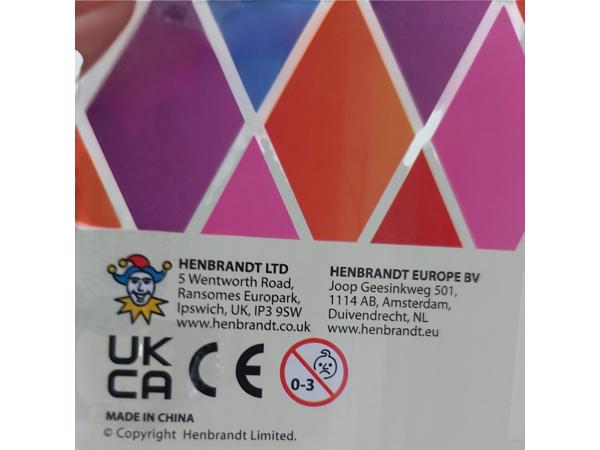 HENBRANDT LTD
5 Wentworth Road,
Ransomes Europark,
Ipswich, UK, IP3 9SW
www.henbrandt.co.uk
HENBRANDT EUROPE BV
Joop Geesinkweg 501,
1114 AB, Amsterdam,
Duivendrecht, NL
www.henbrandt.eu
UK
CA
CE
0-3
MADE IN CHINA
© Copyright Henbrandt Limited.